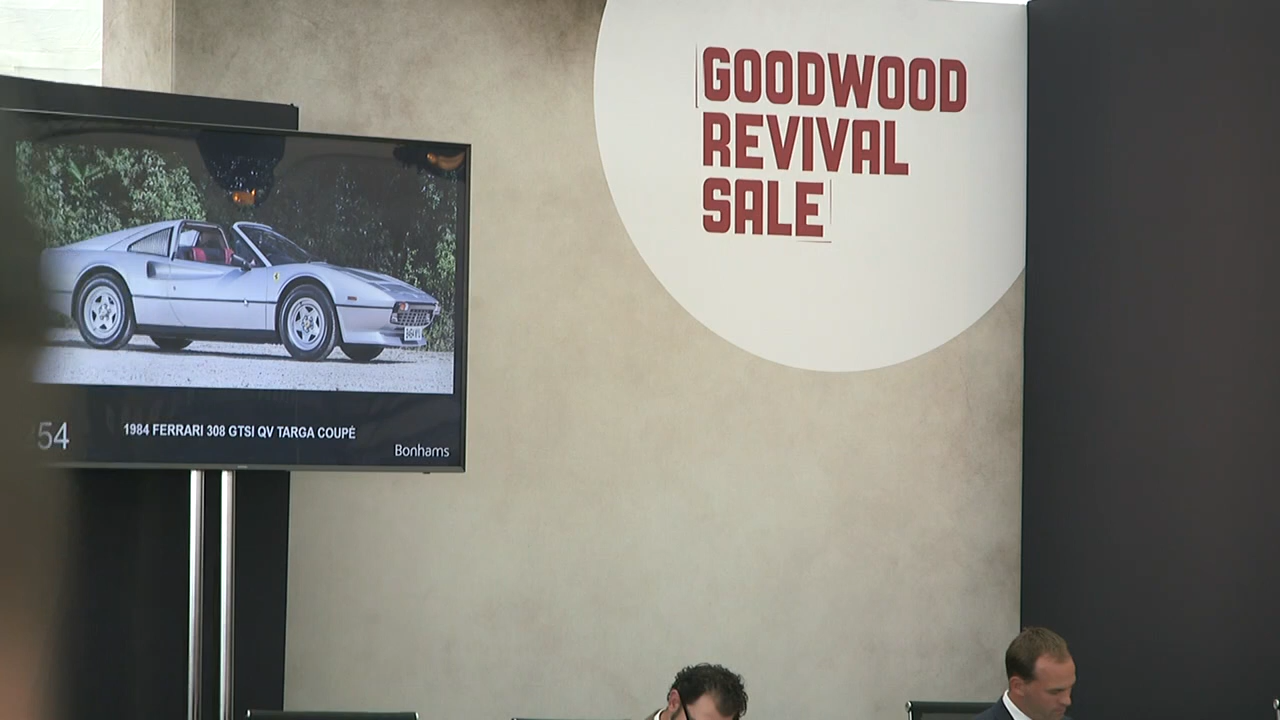 GOODWOOD
REVIVAL
SALE
54
1984 FERRARI 308 GTSI QV TARGA COUPÉ
Bonhams